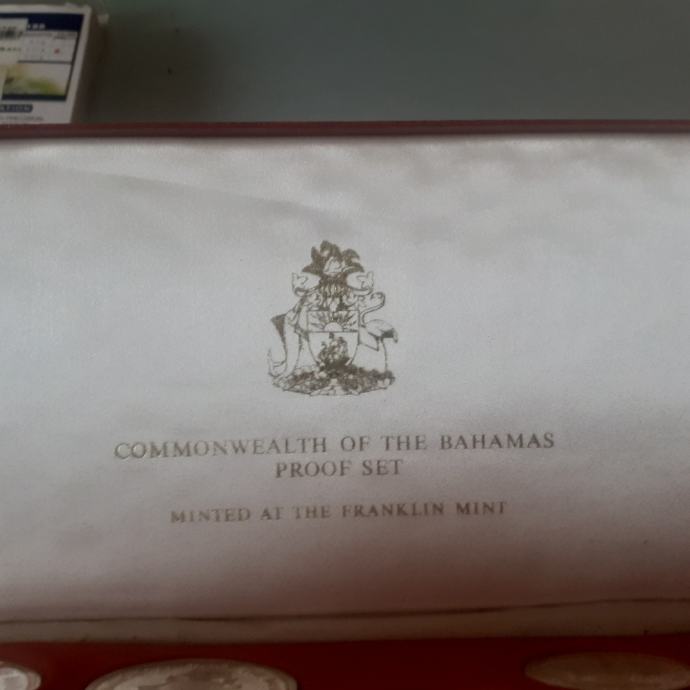 COMMONWEALTH OF THE BAHAMAS
PROOF SET
MINTED AT THE FRANKLIN MINT